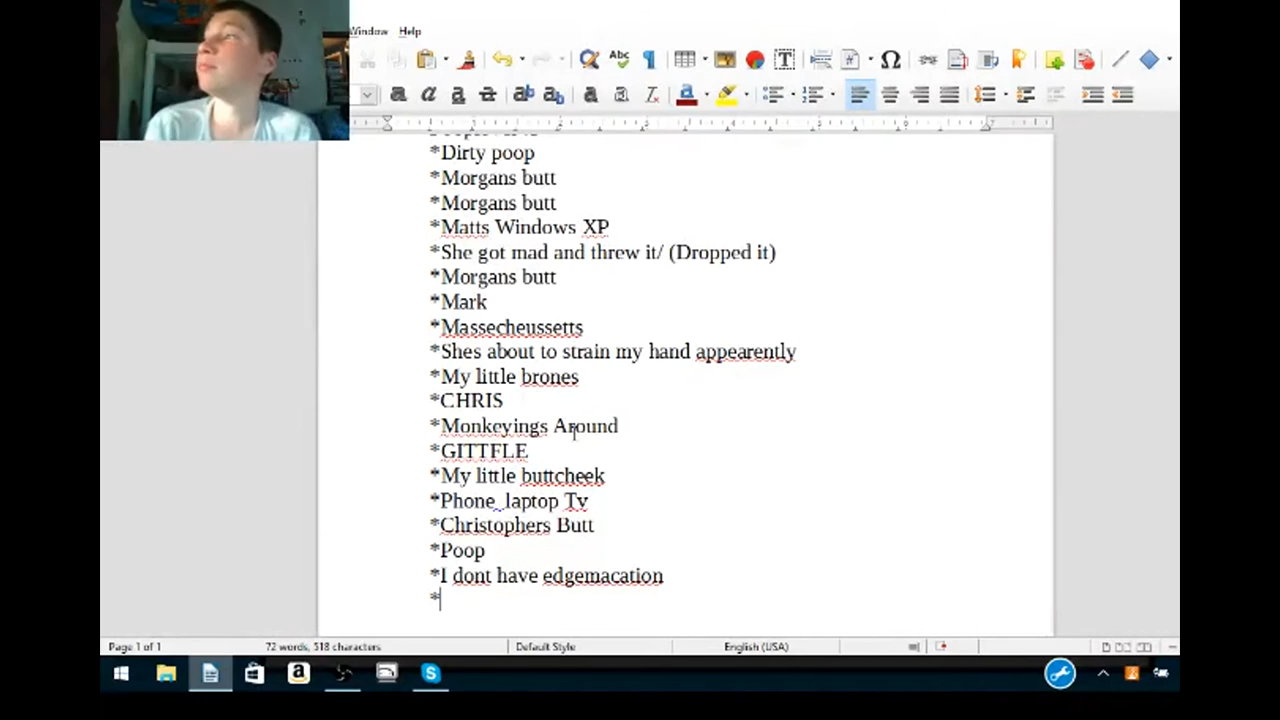 Window Help
*Dirty poop
*Morgans butt
*Morgans butt
*Matts Windows XP
*She got mad and threw it/ (Dropped it)
*Morgans butt
*Mark
*Massecheussetts
*Shes about to strain my hand appearently
*My little brones
*CHRIS
*Monkeyings Around
*GITTFLE
*My little buttcheek
*Phone laptop Tv
*Christophers Butt
*Poop
*I dont have edgemacation
*
Page 1 of 1 72 words, 518 characters Default Style English (USA)